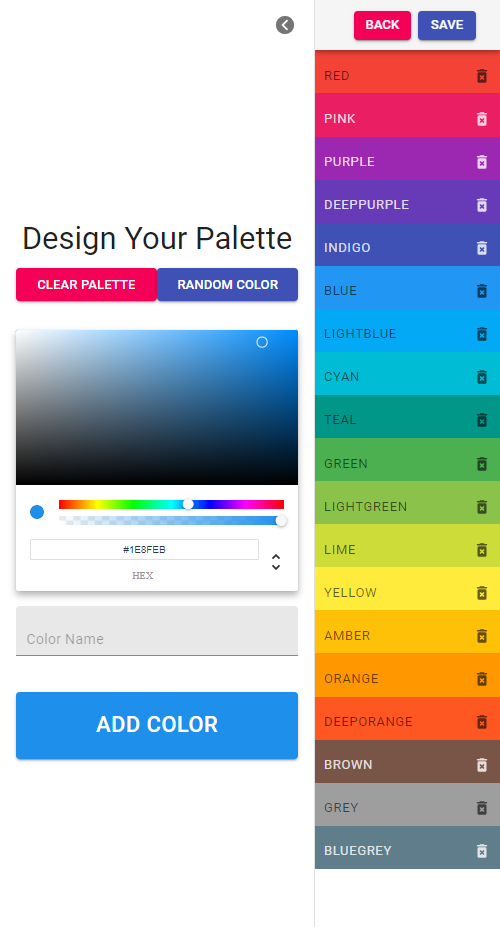 BACK
SAVE
Design Your Palette
CLEAR PALETTE
RANDOM COLOR
#1E8FEB
HEX
Color Name
ADD COLOR
RED
PINK
PURPLE
DEEPPURPLE
INDIGO
BLUE
LIGHTBLUE
CYAN
TEAL
GREEN
LIGHTGREEN
LIME
YELLOW
AMBER
ORANGE
DEEPORANGE
BROWN
GREY
BLUEGREY